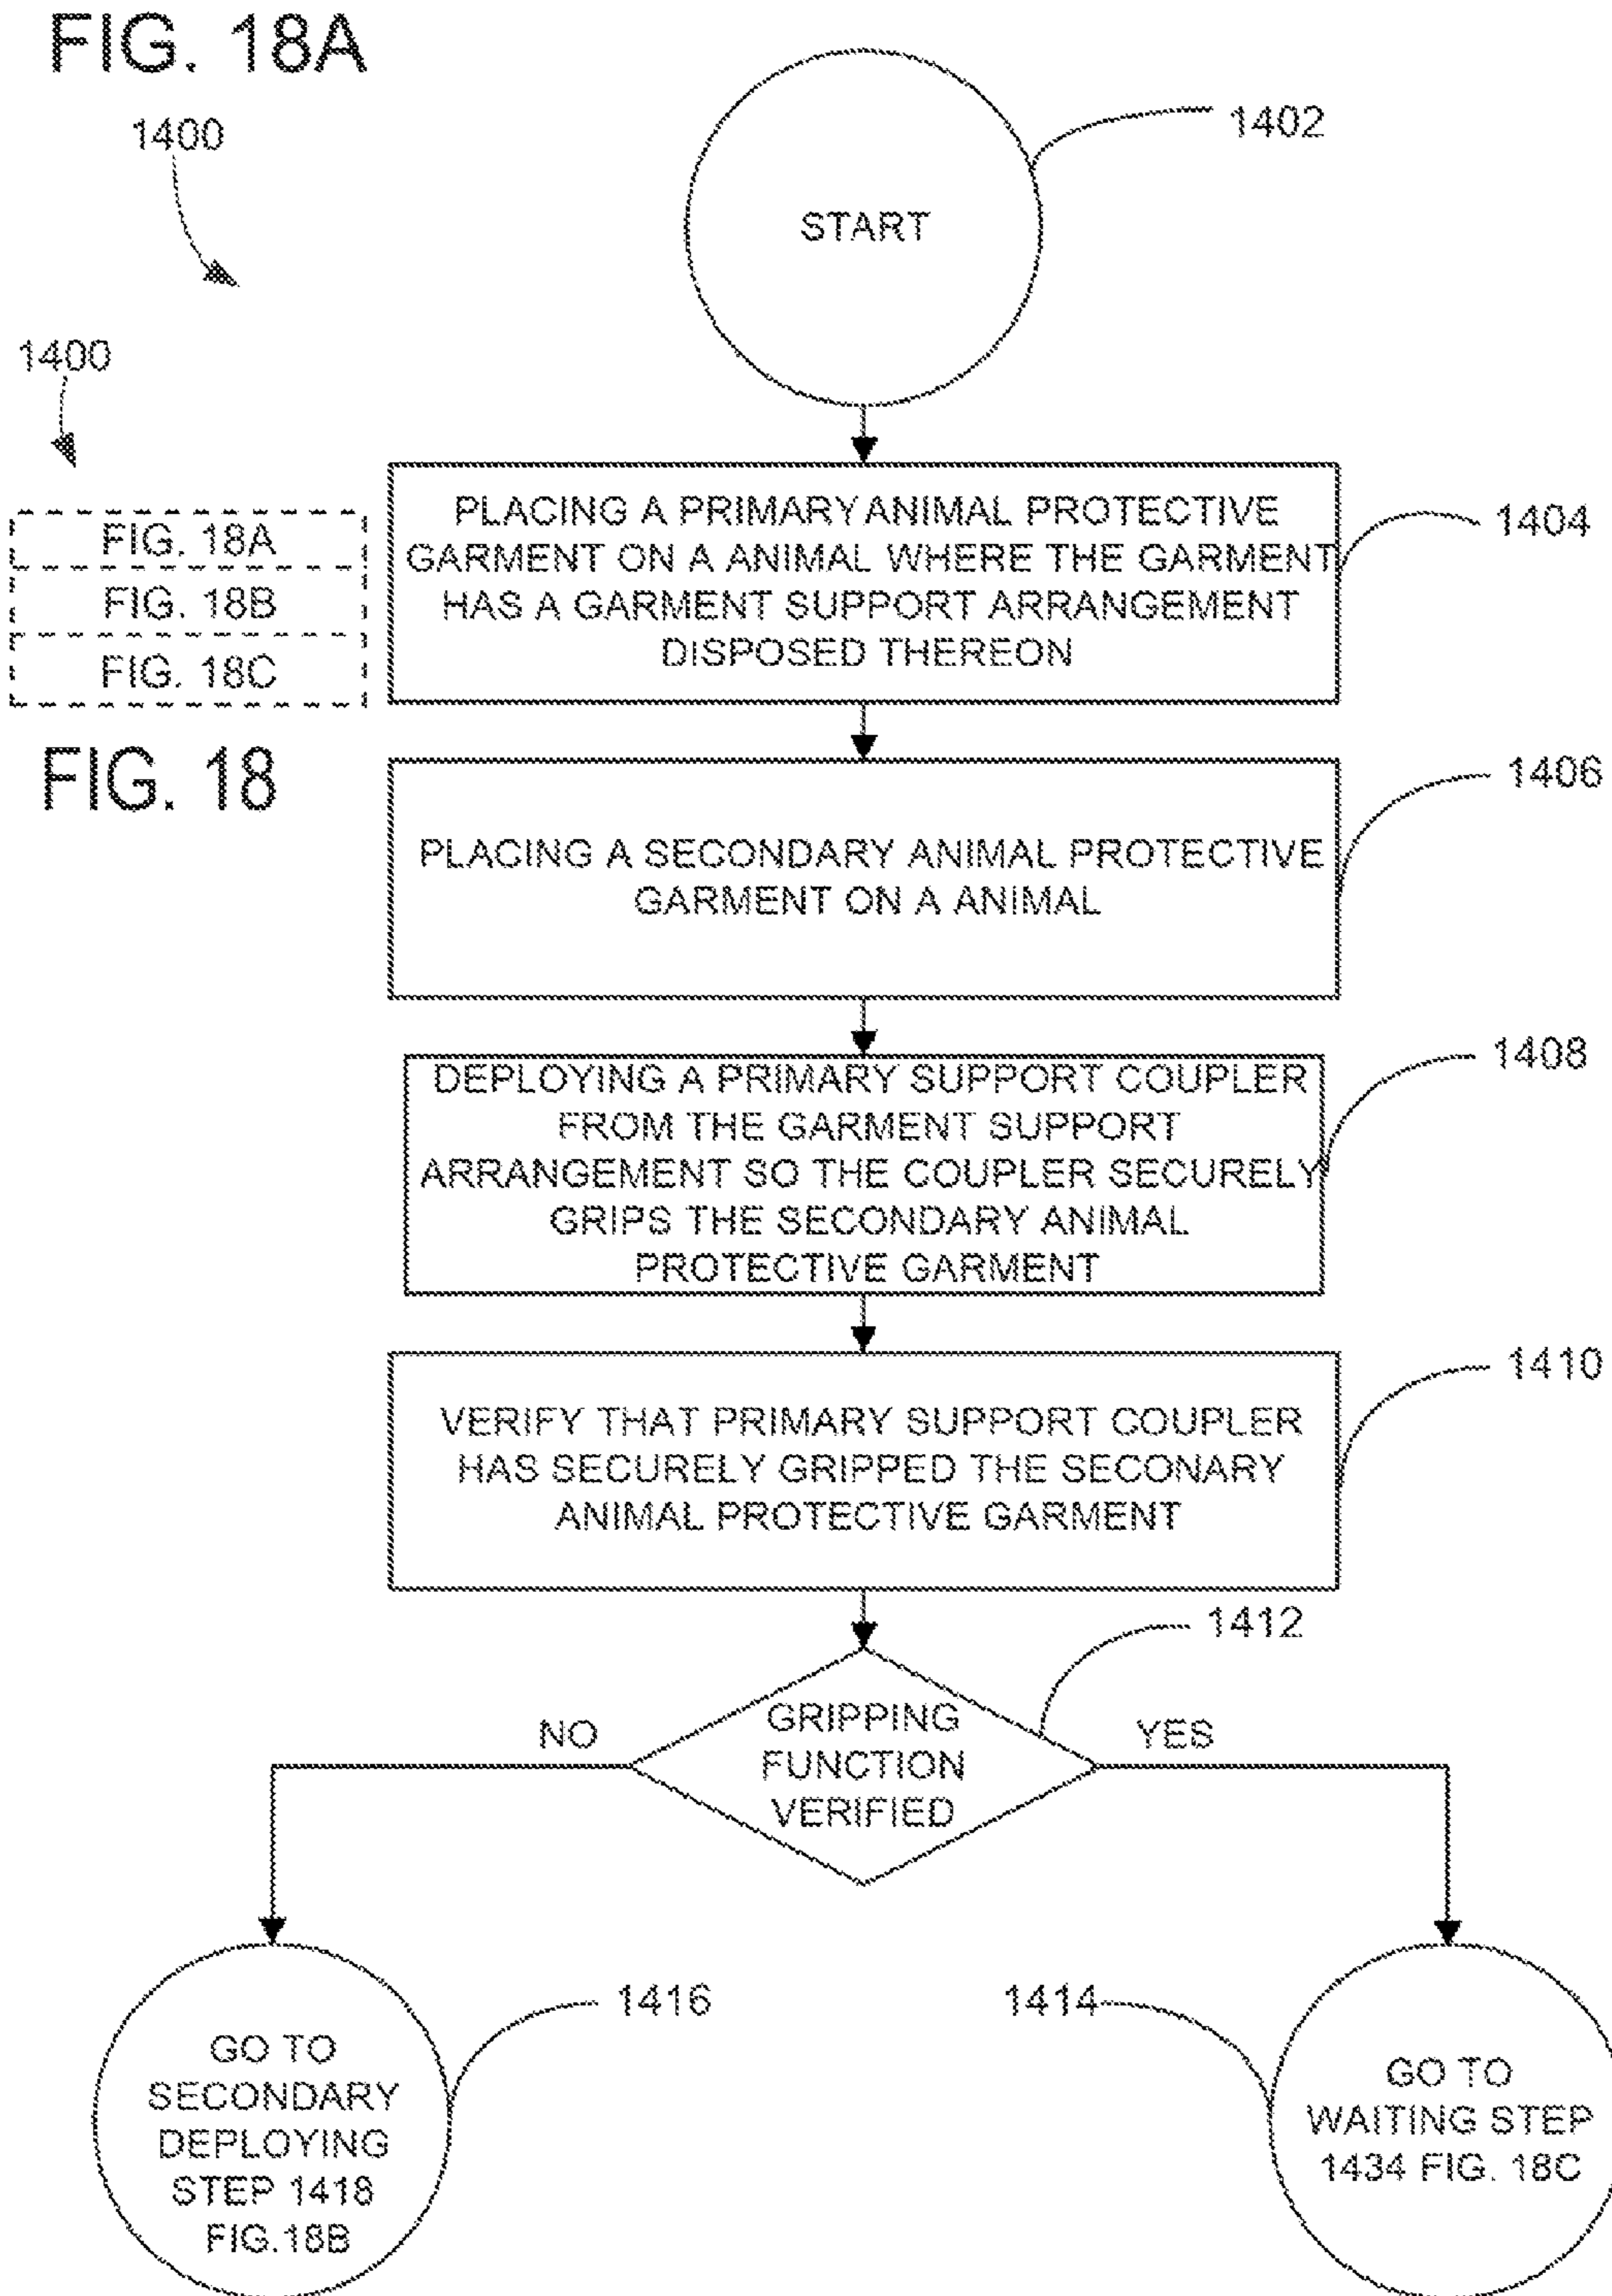 FIG. 18A
1400
1402
START
1400
FIG. 18A
FIG. 18B
FIG. 18C
FIG. 18
PLACING A PRIMARY ANIMAL PROTECTIVE
GARMENT ON A ANIMAL WHERE THE GARMENT
HAS A GARMENT SUPPORT ARRANGEMENT
DISPOSED THEREON
1404
1406
PLACING A SECONDARY ANIMAL PROTECTIVE
GARMENT ON A ANIMAL
1408
DEPLOYING A PRIMARY SUPPORT COUPLER
FROM THE GARMENT SUPPORT
ARRANGEMENT SO THE COUPLER SECURELY
GRIPS THE SECONDARY ANIMAL
PROTECTIVE GARMENT
1410
VERIFY THAT PRIMARY SUPPORT COUPLER
HAS SECURELY GRIPPED THE SECONARY
ANIMAL PROTECTIVE GARMENT
1412
NO
GRIPPING
FUNCTION
VERIFIED
YES
1416
1414
GO TO
SECONDARY
DEPLOYING
STEP 1418
FIG.18B
GO TO
WAITING STEP
1434 FIG. 18C